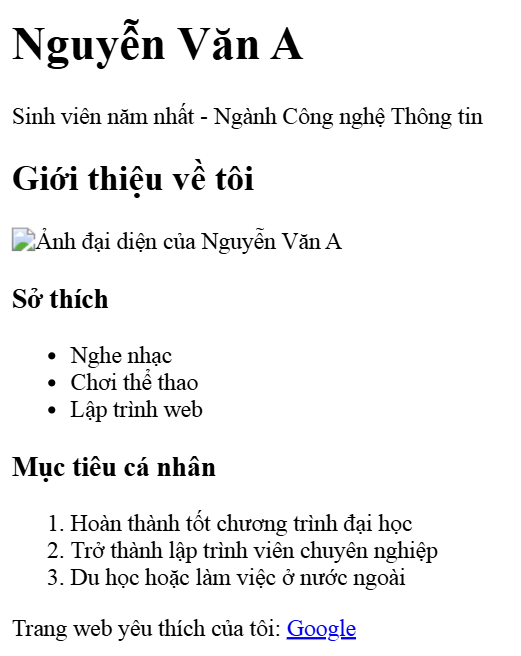 Nguyễn Văn A
Sinh viên năm nhất - Ngành Công nghệ Thông tin
Giới thiệu về tôi
Ảnh đại diện của Nguyễn Văn A
Sở thích
• Nghe nhạc
• Chơi thể thao
• Lập trình web
Mục tiêu cá nhân
1. Hoàn thành tốt chương trình đại học
2. Trở thành lập trình viên chuyên nghiệp
3. Du học hoặc làm việc ở nước ngoài
Trang web yêu thích của tôi: Google